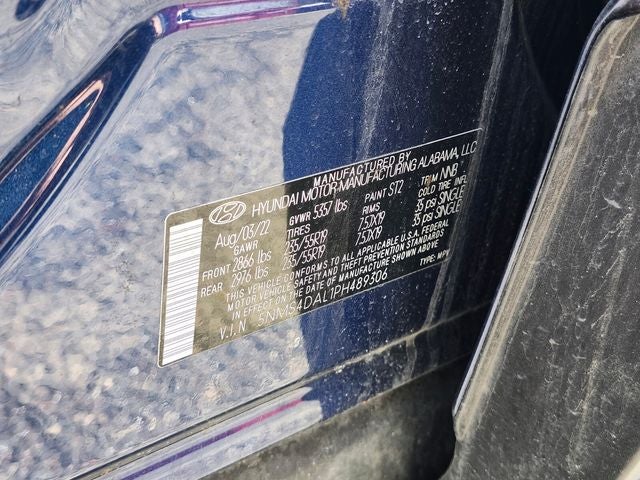 MANUFACTURED BY
HYUNDAI MOTOR MANUFACTURING ALABAMA, LLC
Aug/03/22 GVWR 5357 lbs PAINT ST2 TRIM NNB
GAWR TIRES RIMS COLD TIRE INFL
FRONT 2866 lbs 235/55R19 7.5JX19 35 psi SINGLE
REAR 2976 lbs 235/55R19 7.5JX19 35 psi SINGLE
THIS VEHICLE CONFORMS TO ALL APPLICABLE U.S. FEDERAL
MOTOR VEHICLE SAFETY AND THEFT PREVENTION STANDARDS
IN EFFECT ON THE DATE OF MANUFACTURE SHOWN ABOVE
V.I.N 5NMS4DAL1PH489306 TYPE: MPV